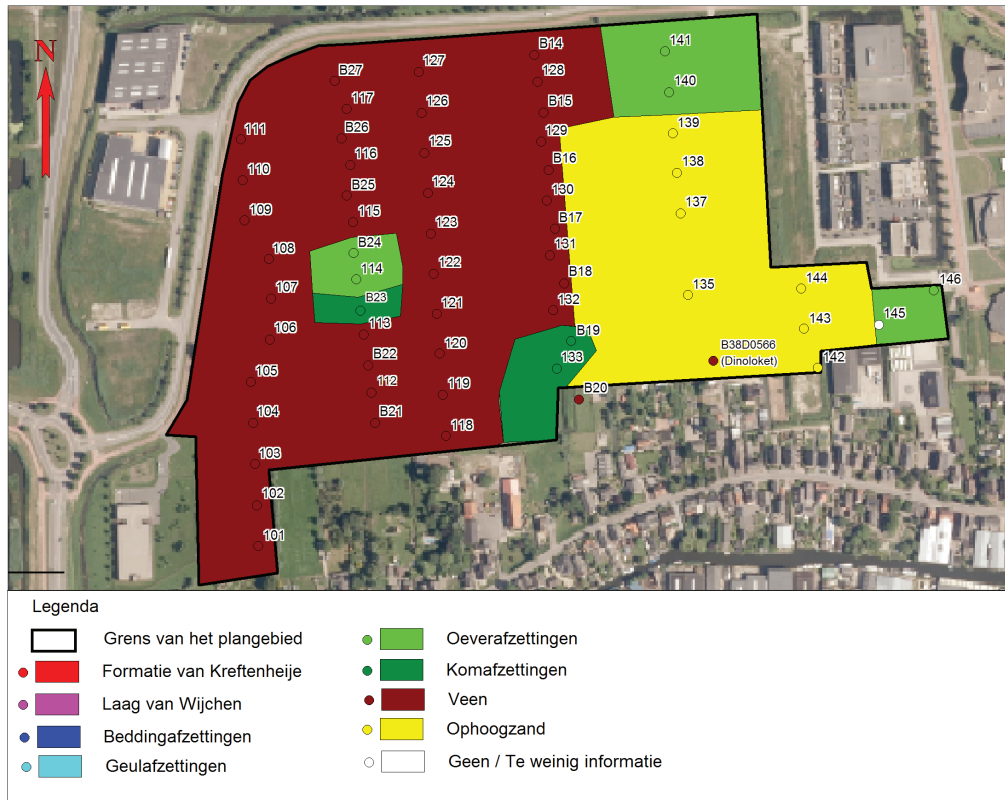 N
141
B14
127
140
B27
128
117
126
B15
139
111
B26
129
125
116
B16
138
110
B25
124
130
137
109
115
123
B17
108
B24
131
122
114
B18
144
146
107
B23
121
132
135
145
143
106
113
B19
120
B22
133
B38D0566
(Dinoloket)
142
105
112
119
B20
104
B21
118
103
102
101
Legenda
Grens van het plangebied
Formatie van Kreftenheije
Laag van Wijchen
Beddingafzettingen
Geulafzettingen
Oeverafzettingen
Komafzettingen
Veen
Ophoogzand
Geen / Te weinig informatie